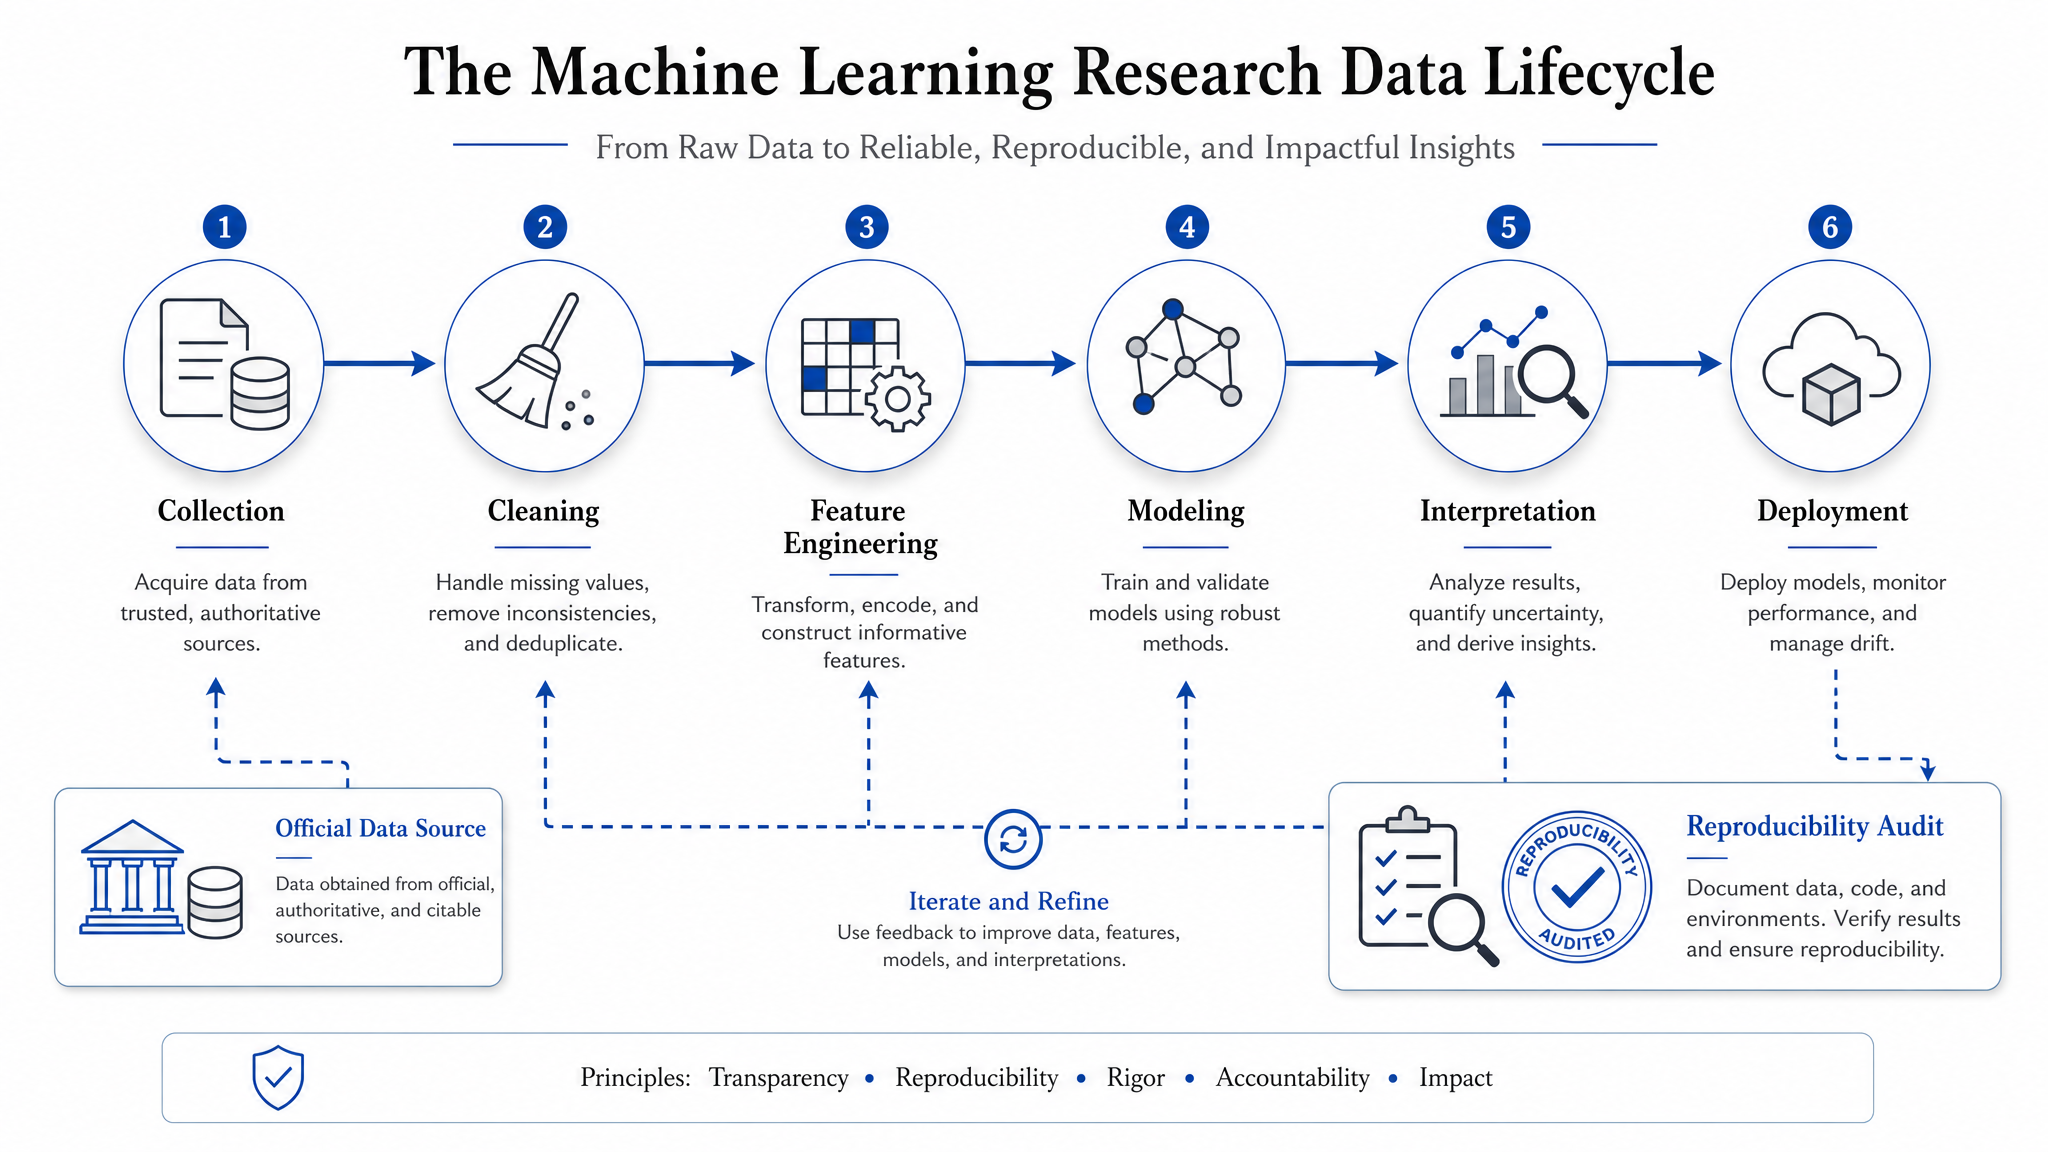 The Machine Learning Research Data Lifecycle
From Raw Data to Reliable, Reproducible, and Impactful Insights
1
2
3
4
5
6
Collection
Acquire data from
trusted, authoritative
sources.
Cleaning
Handle missing values,
remove inconsistencies,
and deduplicate.
Feature
Engineering
Transform, encode, and
construct informative
features.
Modeling
Train and validate
models using robust
methods.
Interpretation
Analyze results,
quantify uncertainty,
and derive insights.
Deployment
Deploy models, monitor
performance, and
manage drift.
Official Data Source
Data obtained from official,
authoritative, and citable
sources.
Iterate and Refine
Use feedback to improve data, features,
models, and interpretations.
REPRODUCIBILITY
AUDITED
Reproducibility Audit
Document data, code, and
environments. Verify results
and ensure reproducibility.
Principles: Transparency • Reproducibility • Rigor • Accountability • Impact